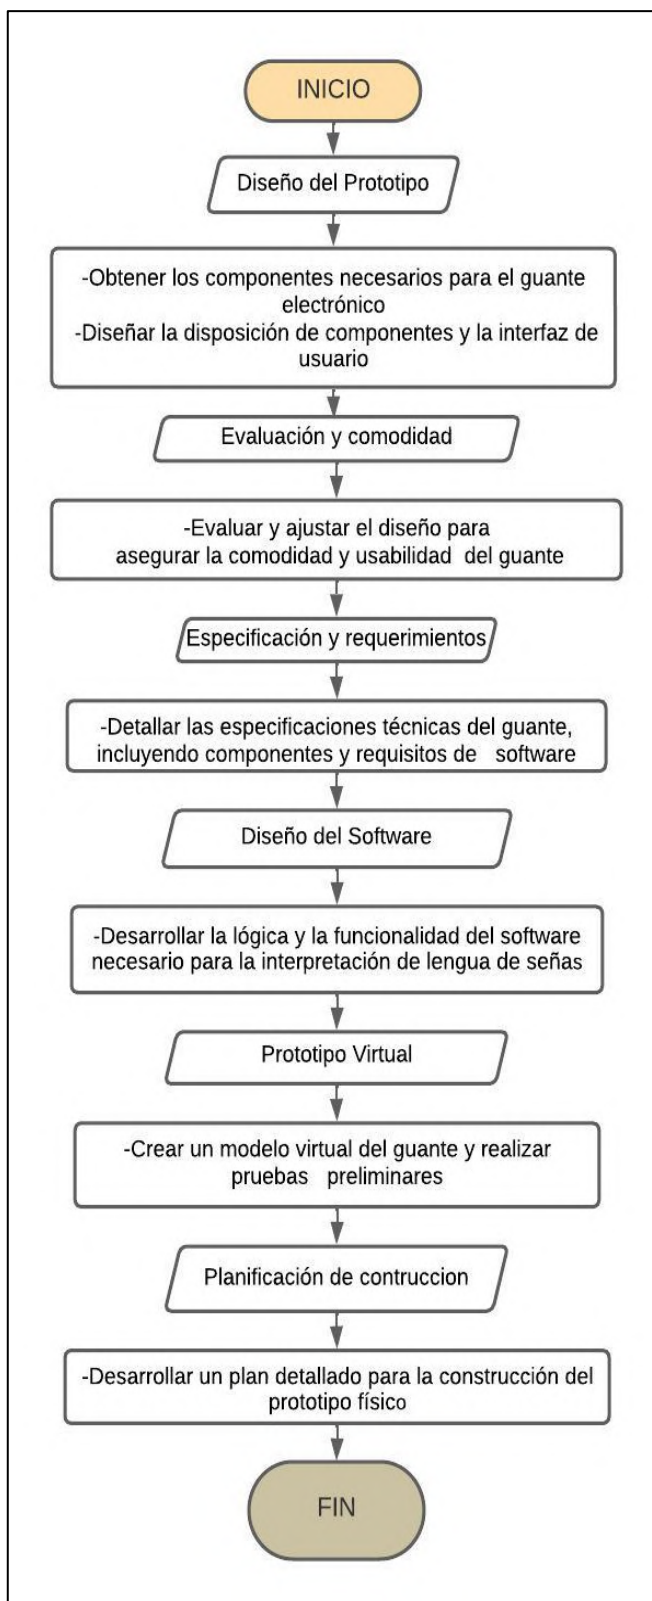 INICIO
Diseño del Prototipo
-Obtener los componentes necesarios para el guante
electrónico
-Diseñar la disposición de componentes y la interfaz de
usuario
Evaluación y comodidad
-Evaluar y ajustar el diseño para
asegurar la comodidad y usabilidad del guante
Especificación y requerimientos
-Detallar las especificaciones técnicas del guante,
incluyendo componentes y requisitos de software
Diseño del Software
-Desarrollar la lógica y la funcionalidad del software
necesario para la interpretación de lengua de señas
Prototipo Virtual
-Crear un modelo virtual del guante y realizar
pruebas preliminares
Planificación de contruccion
-Desarrollar un plan detallado para la construcción del
prototipo físico
FIN